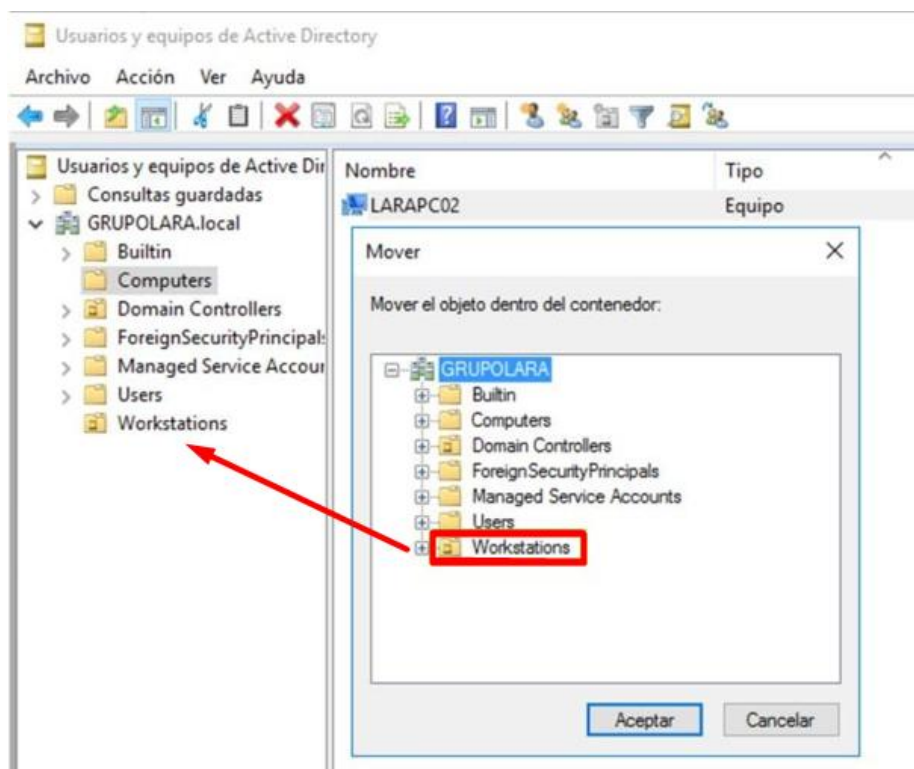 Usuarios y equipos de Active Directory
Archivo Acción Ver Ayuda
Usuarios y equipos de Active Dir
Consultas guardadas
GRUPOLARA.local
Builtin
Computers
Domain Controllers
ForeignSecurityPrincipals
Managed Service Accour
Users
Workstations
Nombre Tipo
LARAPC02 Equipo
Mover
Mover el objeto dentro del contenedor:
GRUPOLARA
Builtin
Computers
Domain Controllers
ForeignSecurityPrincipals
Managed Service Accounts
Users
Workstations
Aceptar Cancelar